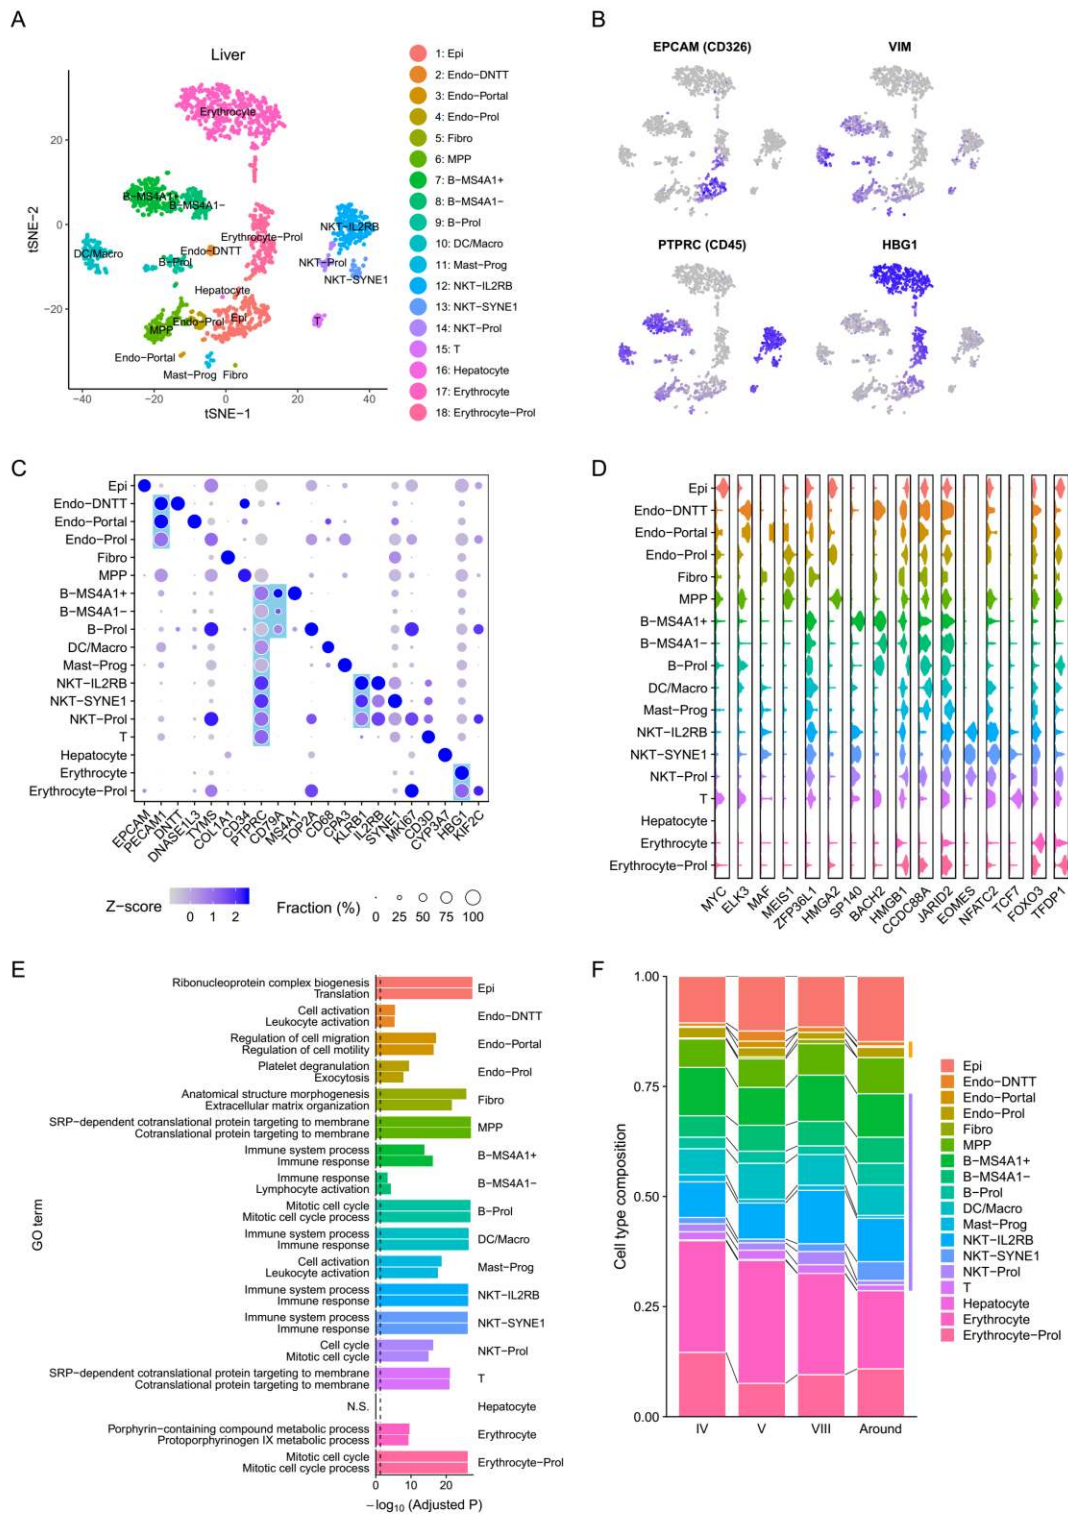 A
Liver
tSNE-2
20
0
−20
−40
−20
0
20
40
tSNE-1
Erythrocyte
B-MS4A1+
B-MS4A1−
DC/Macro
Endo-DNTT
B-Prol
Erythrocyte-Prol
NKT-IL2RB
NKT-Prol
NKT-SYNE1
Hepatocyte
MPP
Endo-Prol
Epi
T
Endo-Portal
Mast-Prog
Fibro
1: Epi
2: Endo-DNTT
3: Endo-Portal
4: Endo-Prol
5: Fibro
6: MPP
7: B-MS4A1+
8: B-MS4A1−
9: B-Prol
10: DC/Macro
11: Mast-Prog
12: NKT-IL2RB
13: NKT-SYNE1
14: NKT-Prol
15: T
16: Hepatocyte
17: Erythrocyte
18: Erythrocyte-Prol
B
EPCAM (CD326)
VIM
PTPRC (CD45)
HBG1
C
Epi
Endo-DNTT
Endo-Portal
Endo-Prol
Fibro
MPP
B-MS4A1+
B-MS4A1−
B-Prol
DC/Macro
Mast-Prog
NKT-IL2RB
NKT-SYNE1
NKT-Prol
T
Hepatocyte
Erythrocyte
Erythrocyte-Prol
EPCAM
PECAM1
DNTT
DNASE1L3
TYMS
COL1A1
CD34
PTPRC
CD79A
MS4A1
TOP2A
CD68
CPA3
KLRB1
IL2RB
SYNE1
MKI67
CD3D
CYP3A7
HBG1
KIF2C
Z-score
0 1 2
Fraction (%)
0 25 50 75 100
D
Epi
Endo-DNTT
Endo-Portal
Endo-Prol
Fibro
MPP
B-MS4A1+
B-MS4A1−
B-Prol
DC/Macro
Mast-Prog
NKT-IL2RB
NKT-SYNE1
NKT-Prol
T
Hepatocyte
Erythrocyte
Erythrocyte-Prol
MYC
ELK3
MAF
MEIS1
ZFP36L1
HMGA2
SP140
BACH2
HMGB1
CCDC88A
JARID2
EOMES
NFATC2
TCF7
FOXO3
TFDP1
E
GO term
Ribonucleoprotein complex biogenesis
Translation
Epi
Cell activation
Leukocyte activation
Endo-DNTT
Regulation of cell migration
Regulation of cell motility
Endo-Portal
Platelet degranulation
Exocytosis
Endo-Prol
Anatomical structure morphogenesis
Extracellular matrix organization
Fibro
SRP-dependent cotranslational protein targeting to membrane
Cotranslational protein targeting to membrane
MPP
Immune system process
Immune response
B-MS4A1+
Immune response
Lymphocyte activation
B-MS4A1−
Mitotic cell cycle
Mitotic cell cycle process
B-Prol
Immune system process
Immune response
DC/Macro
Cell activation
Leukocyte activation
Mast-Prog
Immune system process
Immune response
NKT-IL2RB
Immune system process
Immune response
NKT-SYNE1
Cell cycle
Mitotic cell cycle
NKT-Prol
SRP-dependent cotranslational protein targeting to membrane
Cotranslational protein targeting to membrane
T
N.S.
Hepatocyte
Porphyrin-containing compound metabolic process
Protoporphyrinogen IX metabolic process
Erythrocyte
Mitotic cell cycle
Mitotic cell cycle process
Erythrocyte-Prol
0 10 20
−log10 (Adjusted P)
F
Cell type composition
1.00
0.75
0.50
0.25
0.00
IV
V
VIII
Around
Epi
Endo-DNTT
Endo-Portal
Endo-Prol
Fibro
MPP
B-MS4A1+
B-MS4A1−
B-Prol
DC/Macro
Mast-Prog
NKT-IL2RB
NKT-SYNE1
NKT-Prol
T
Hepatocyte
Erythrocyte
Erythrocyte-Prol